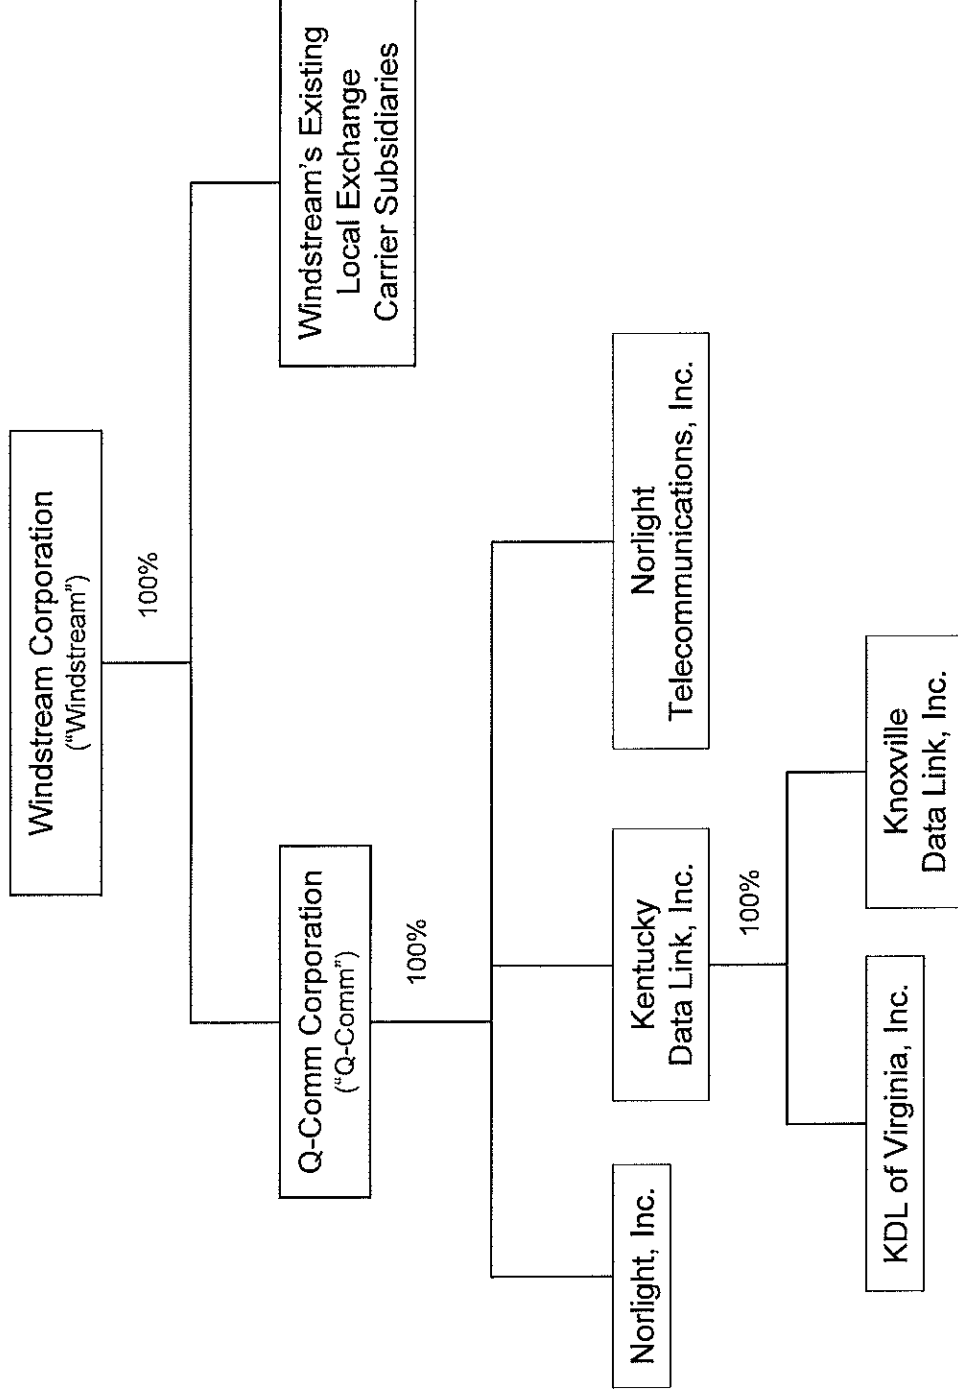 Windstream Corporation
("Windstream")
100%
Q-Comm Corporation
("Q-Comm")
Windstream's Existing
Local Exchange
Carrier Subsidiaries
100%
Norlight, Inc.
Kentucky
Data Link, Inc.
Norlight
Telecommunications, Inc.
100%
KDL of Virginia, Inc.
Knoxville
Data Link, Inc.